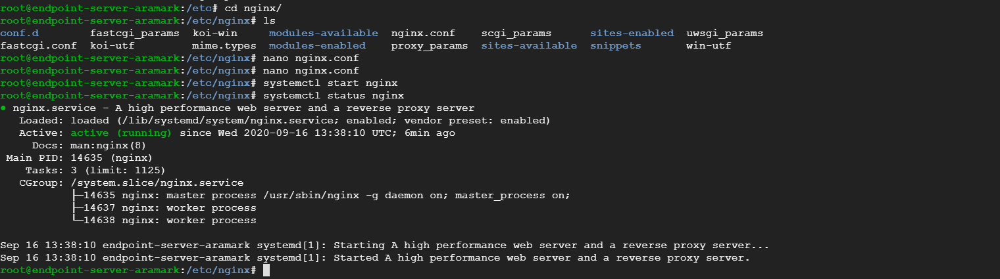 root@endpoint-server-aramark:/etc# cd nginx/
root@endpoint-server-aramark:/etc/nginx# ls
conf.d        fastcgi_params  koi-win     modules-available  nginx.conf    scgi_params      sites-enabled  uwsgi_params
fastcgi.conf  koi-utf         mime.types  modules-enabled    proxy_params  sites-available  snippets       win-utf
root@endpoint-server-aramark:/etc/nginx# nano nginx.conf
root@endpoint-server-aramark:/etc/nginx# nano nginx.conf
root@endpoint-server-aramark:/etc/nginx# systemctl start nginx
root@endpoint-server-aramark:/etc/nginx# systemctl status nginx
● nginx.service - A high performance web server and a reverse proxy server
   Loaded: loaded (/lib/systemd/system/nginx.service; enabled; vendor preset: enabled)
   Active: active (running) since Wed 2020-09-16 13:38:10 UTC; 6min ago
     Docs: man:nginx(8)
 Main PID: 14635 (nginx)
    Tasks: 3 (limit: 1125)
   CGroup: /system.slice/nginx.service
           ├─14635 nginx: master process /usr/sbin/nginx -g daemon on; master_process on;
           ├─14637 nginx: worker process
           └─14638 nginx: worker process
Sep 16 13:38:10 endpoint-server-aramark systemd[1]: Starting A high performance web server and a reverse proxy server...
Sep 16 13:38:10 endpoint-server-aramark systemd[1]: Started A high performance web server and a reverse proxy server.
root@endpoint-server-aramark:/etc/nginx#